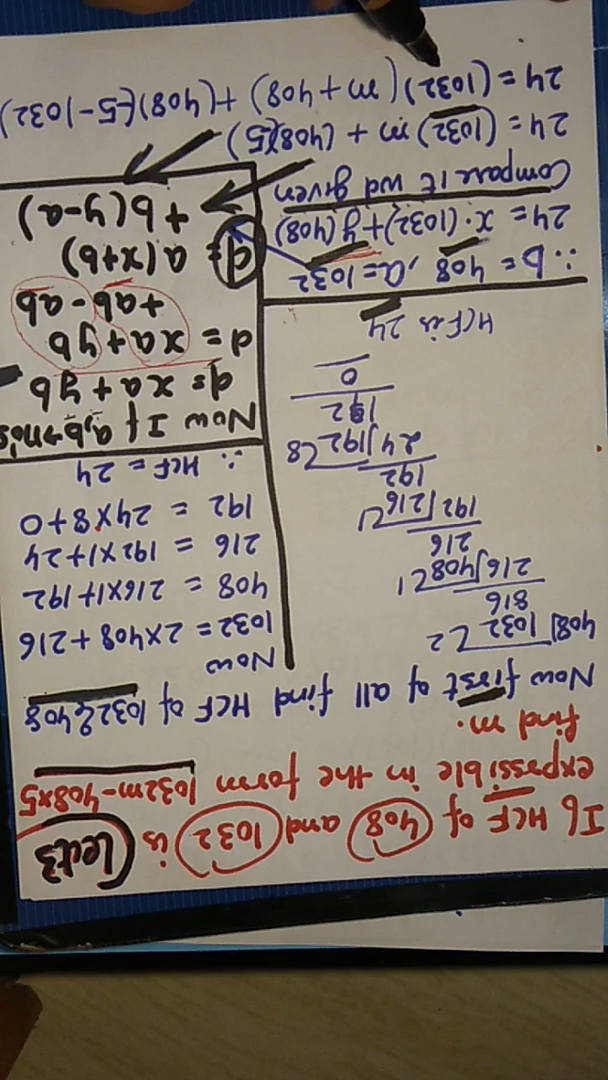 If HCF of 408 and 1032 is Lect3
expressible in the form 1032m-408x5
find m.
Now first of all find HCF of 1032&408
408)1032(2
816
216)408(1
216
192)216(1
192
24)192(8
192
0
HCF is 24
Now
1032 = 2x408+216
408 = 216x1+192
216 = 192x1+24
192 = 24x8+0
∴ HCF = 24
Now If a,b→nos
d = xa + yb
d = xa + yb
+ab - ab
d = a(x+b)
+b(y-a)
∴ b = 408, a = 1032
24 = x.(1032)+y(408)
Compare it wd given
24 = (1032)m + (408)(-5)
24 = (1032)(m+408) +(408)(-5-1032)